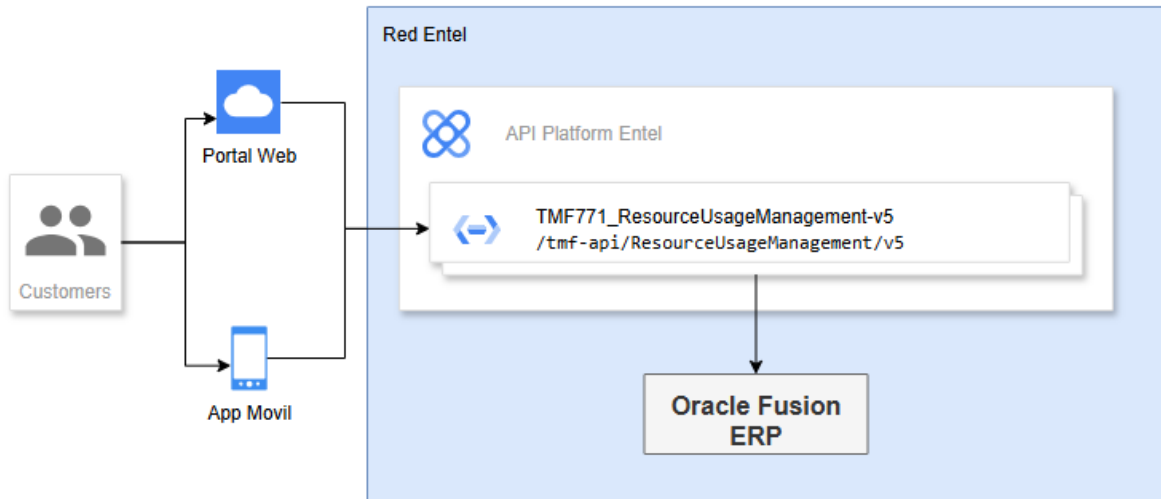 Red Entel
API Platform Entel
Portal Web
TMF771_ResourceUsageManagement-v5
/tmf-api/ResourceUsageManagement/v5
Customers
App Movil
Oracle Fusion
ERP